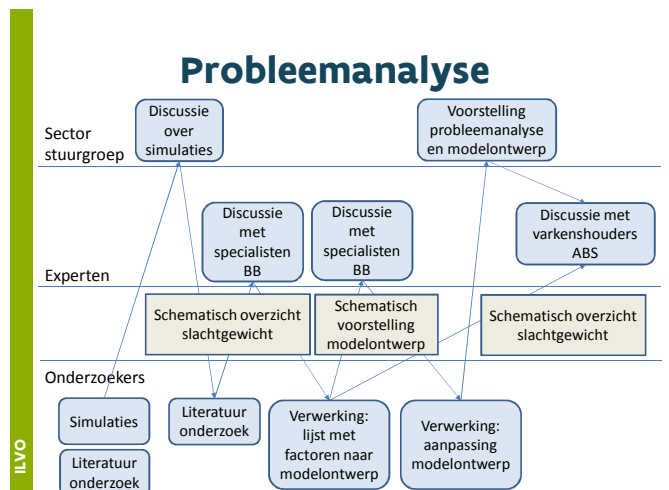 Probleemanalyse
Sector
stuurgroep
Discussie
over
simulaties
Voorstelling
probleemanalyse
en modelontwerp
Discussie
met
specialisten
BB
Discussie
met
specialisten
BB
Discussie met
varkenshouders
ABS
Experten
Schematisch overzicht
slachtgewicht
Schematisch
voorstelling
modelontwerp
Schematisch overzicht
slachtgewicht
Onderzoekers
Simulaties
Literatuur
onderzoek
Literatuur
onderzoek
Verwerking:
lijst met
factoren naar
modelontwerp
Verwerking:
aanpassing
modelontwerp
ILVO